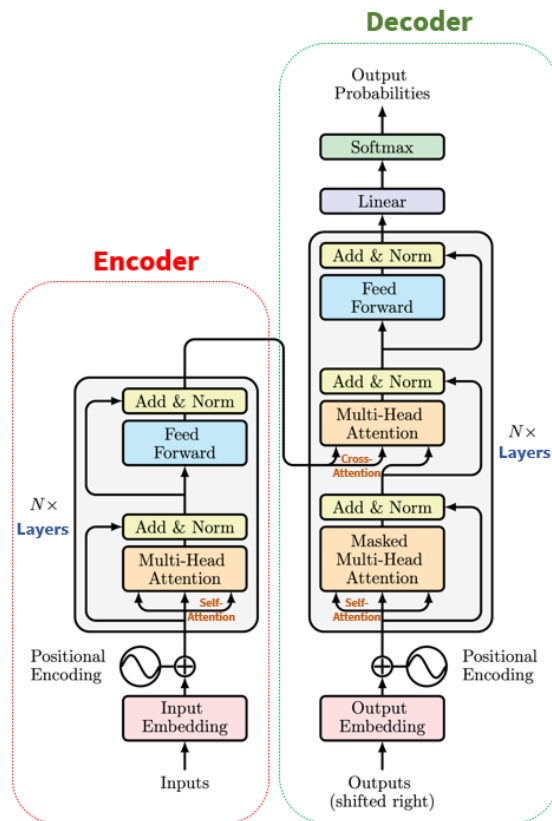 Decoder
Output
Probabilities
Softmax
Linear
Add & Norm
Feed
Forward
Add & Norm
Multi-Head
Attention
Cross-
Attention
N×
Layers
Add & Norm
Masked
Multi-Head
Attention
Self-
Attention
Positional
Encoding
Output
Embedding
Outputs
(shifted right)
Encoder
Add & Norm
Feed
Forward
N×
Layers
Add & Norm
Multi-Head
Attention
Self-
Attention
Positional
Encoding
Input
Embedding
Inputs